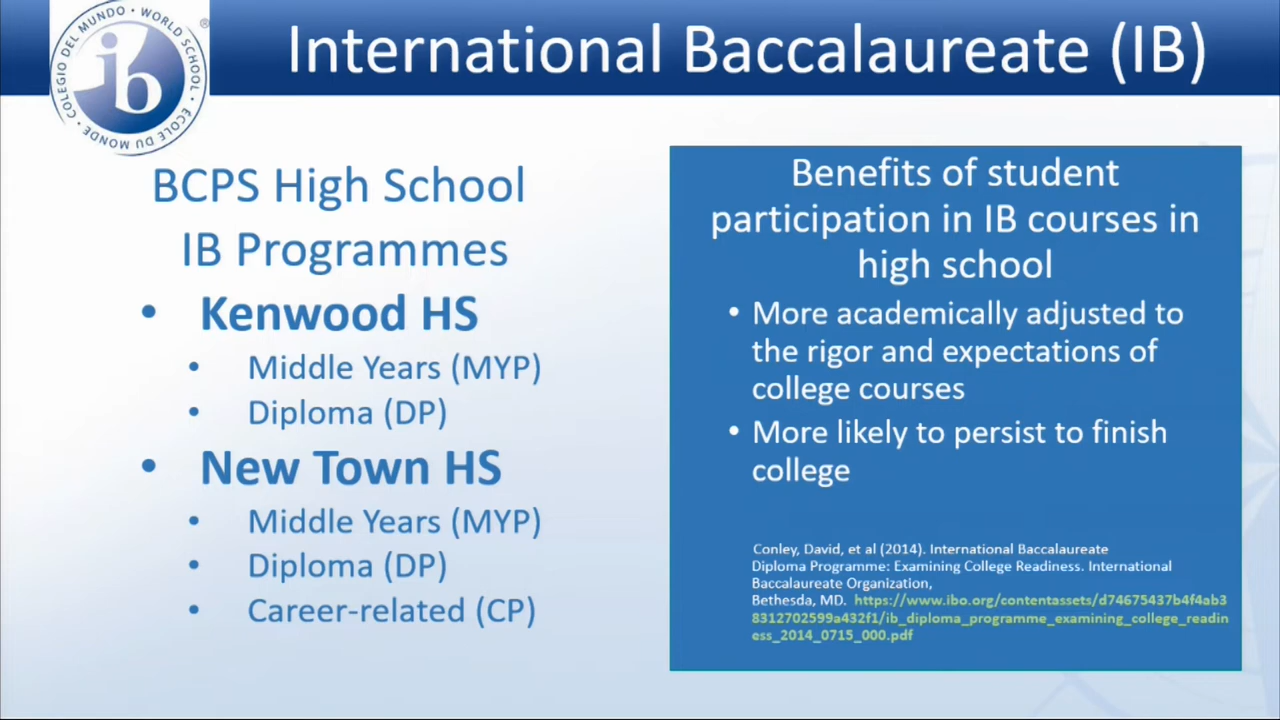 COLEGIO DEL MUNDO · WORLD SCHOOL · ÉCOLE DU MONDE ·
ib
®
International Baccalaureate (IB)
BCPS High School
IB Programmes
• Kenwood HS
• Middle Years (MYP)
• Diploma (DP)
• New Town HS
• Middle Years (MYP)
• Diploma (DP)
• Career-related (CP)
Benefits of student
participation in IB courses in
high school
• More academically adjusted to
the rigor and expectations of
college courses
• More likely to persist to finish
college
Conley, David, et al (2014). International Baccalaureate
Diploma Programme: Examining College Readiness. International
Baccalaureate Organization,
Bethesda, MD. https://www.ibo.org/contentassets/d74675437b4f4ab3
8312702599a432f1/ib_diploma_programme_examining_college_readin
ess_2014_0715_000.pdf